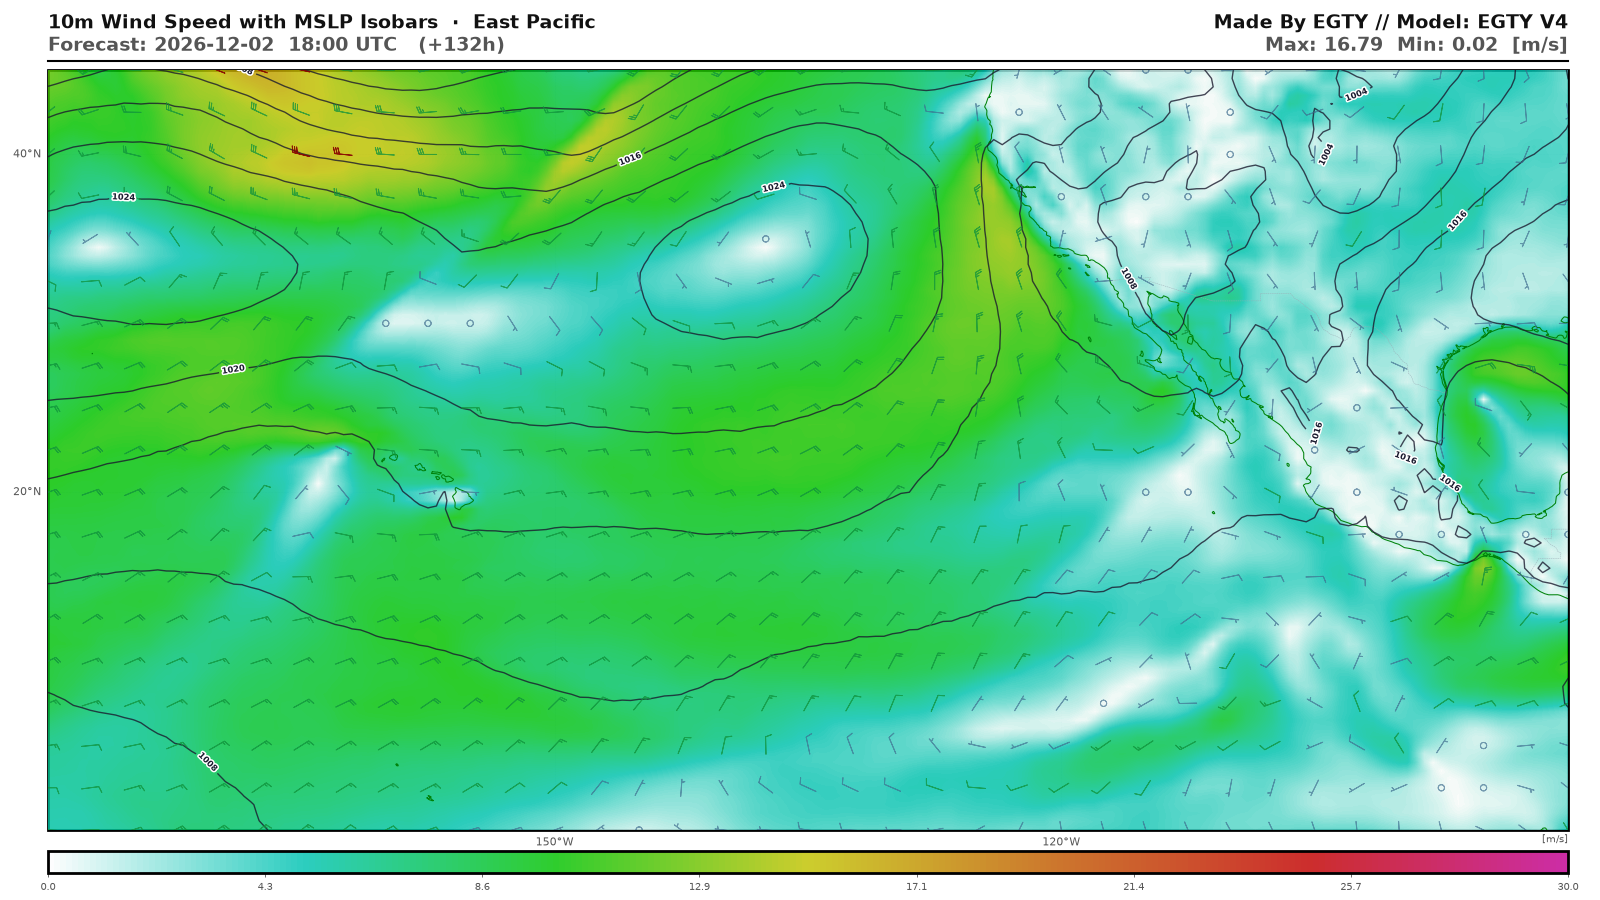 10m Wind Speed with MSLP Isobars · East Pacific
Made By EGTY // Model: EGTY V4
Forecast: 2026-12-02 18:00 UTC (+132h)
Max: 16.79 Min: 0.02 [m/s]
1004
40°N
1016
1004
1024
1024
1016
1008
1020
1016
1016
1016
20°N
1008
150°W
120°W
[m/s]
0.0
4.3
8.6
12.9
17.1
21.4
25.7
30.0